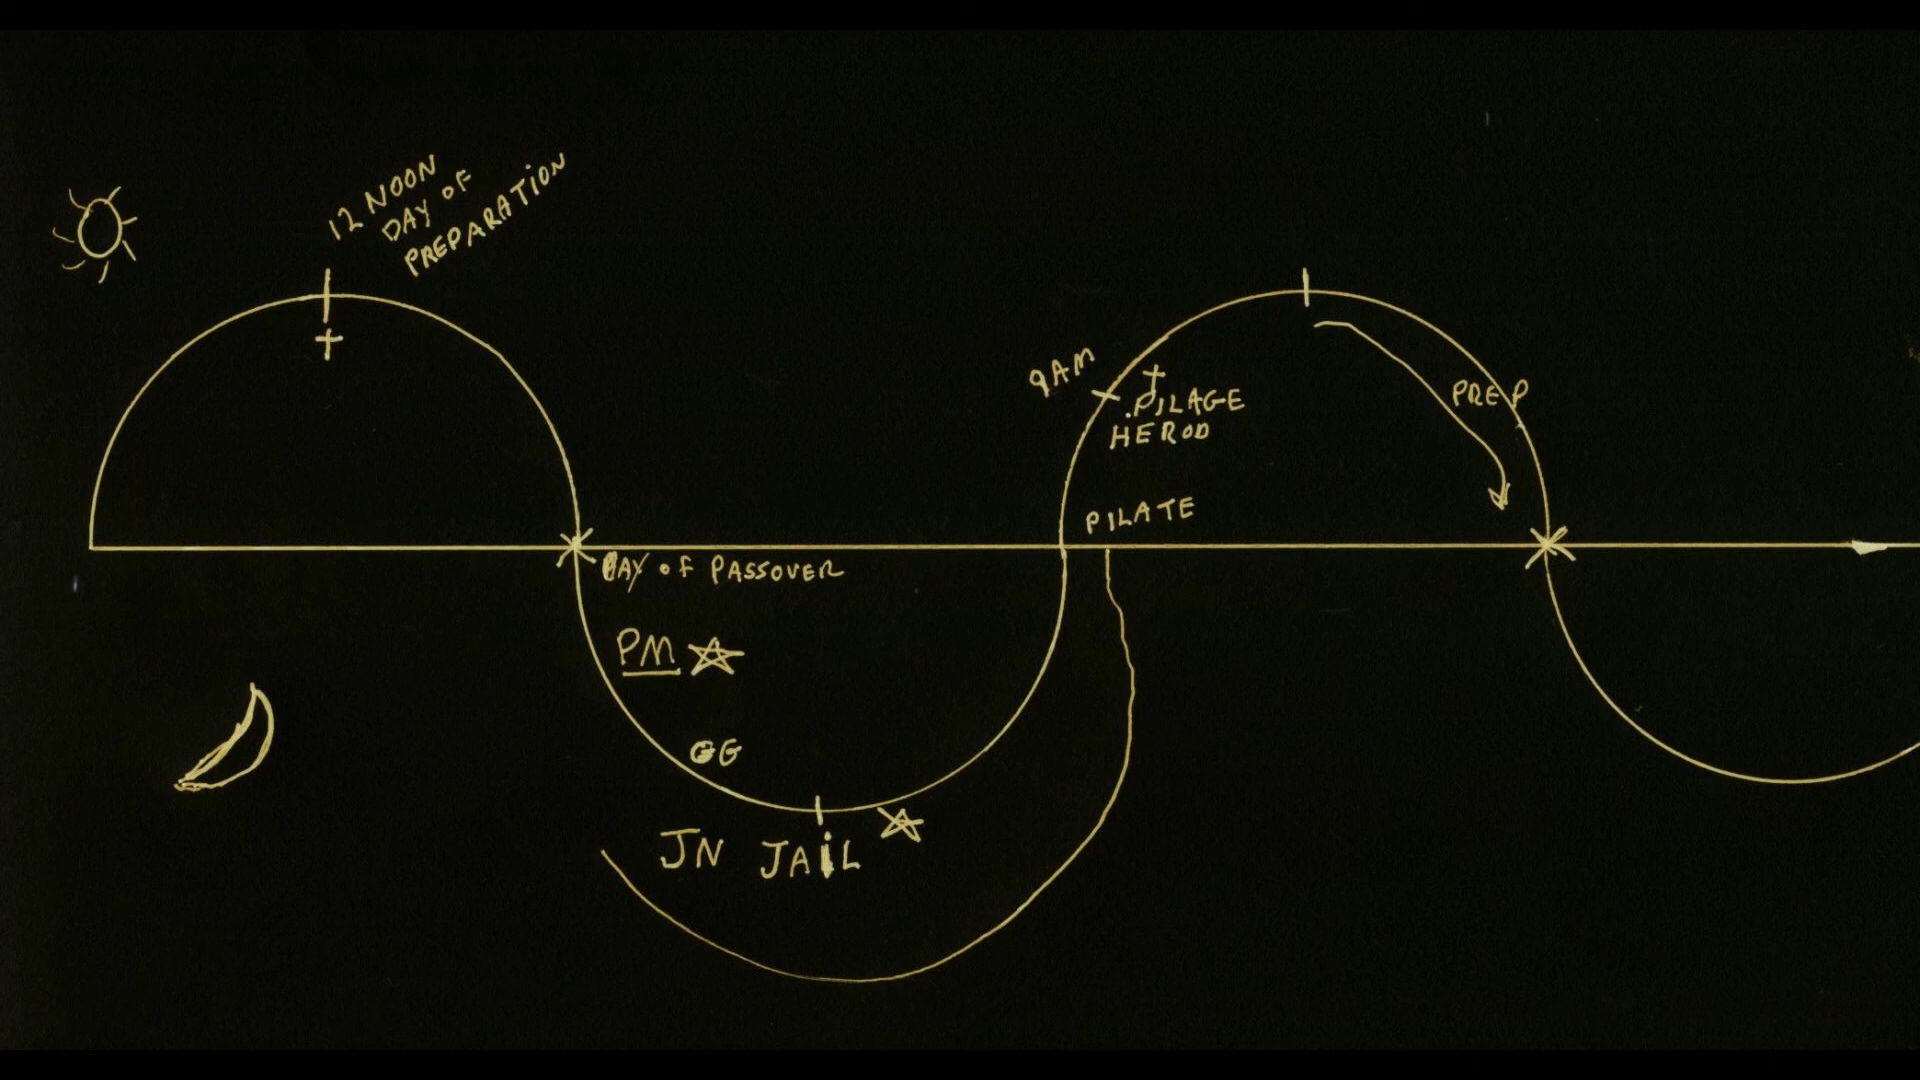 12 NOON
DAY OF
PREPARATION
9AM
PILAGE
HEROD
PREP
PILATE
DAY OF PASSOVER
PM
GG
JN JAIL